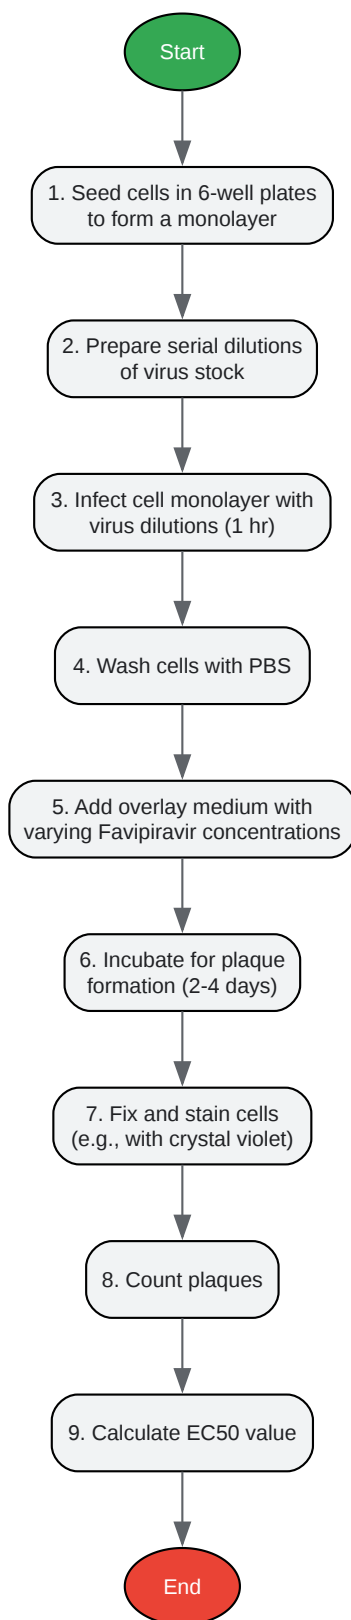 Start
1. Seed cells in 6-well plates
to form a monolayer
2. Prepare serial dilutions
of virus stock
3. Infect cell monolayer with
virus dilutions (1 hr)
4. Wash cells with PBS
5. Add overlay medium with
varying Favipiravir concentrations
6. Incubate for plaque
formation (2-4 days)
7. Fix and stain cells
(e.g., with crystal violet)
8. Count plaques
9. Calculate EC50 value
End